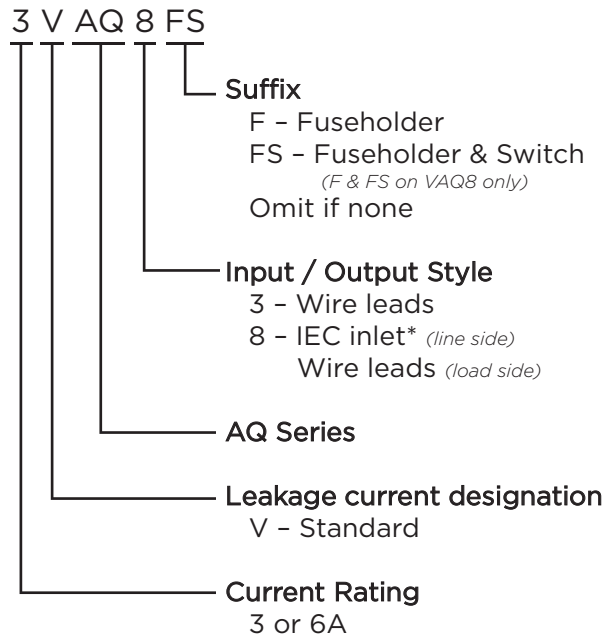 3 V AQ 8 FS
Suffix
F – Fuseholder
FS – Fuseholder & Switch
(F & FS on VAQ8 only)
Omit if none
Input / Output Style
3 – Wire leads
8 – IEC inlet* (line side)
Wire leads (load side)
AQ Series
Leakage current designation
V – Standard
Current Rating
3 or 6A